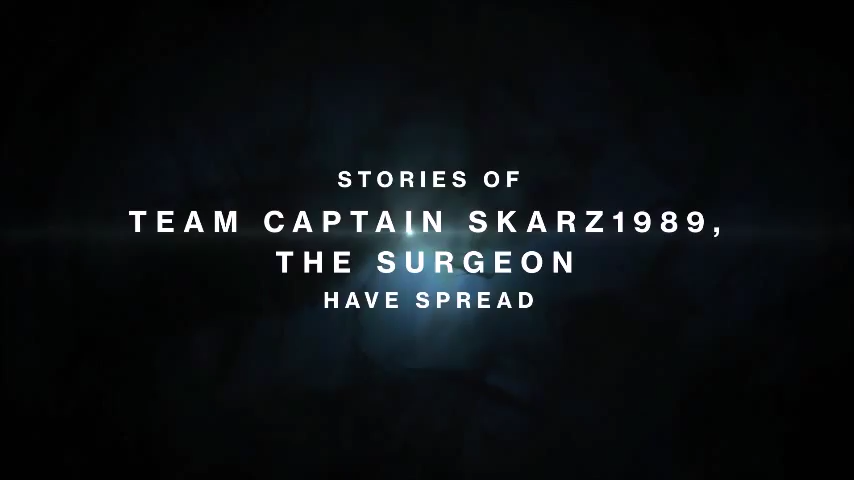 STORIES OF
TEAM CAPTAIN SKARZ1989,
THE SURGEON
HAVE SPREAD